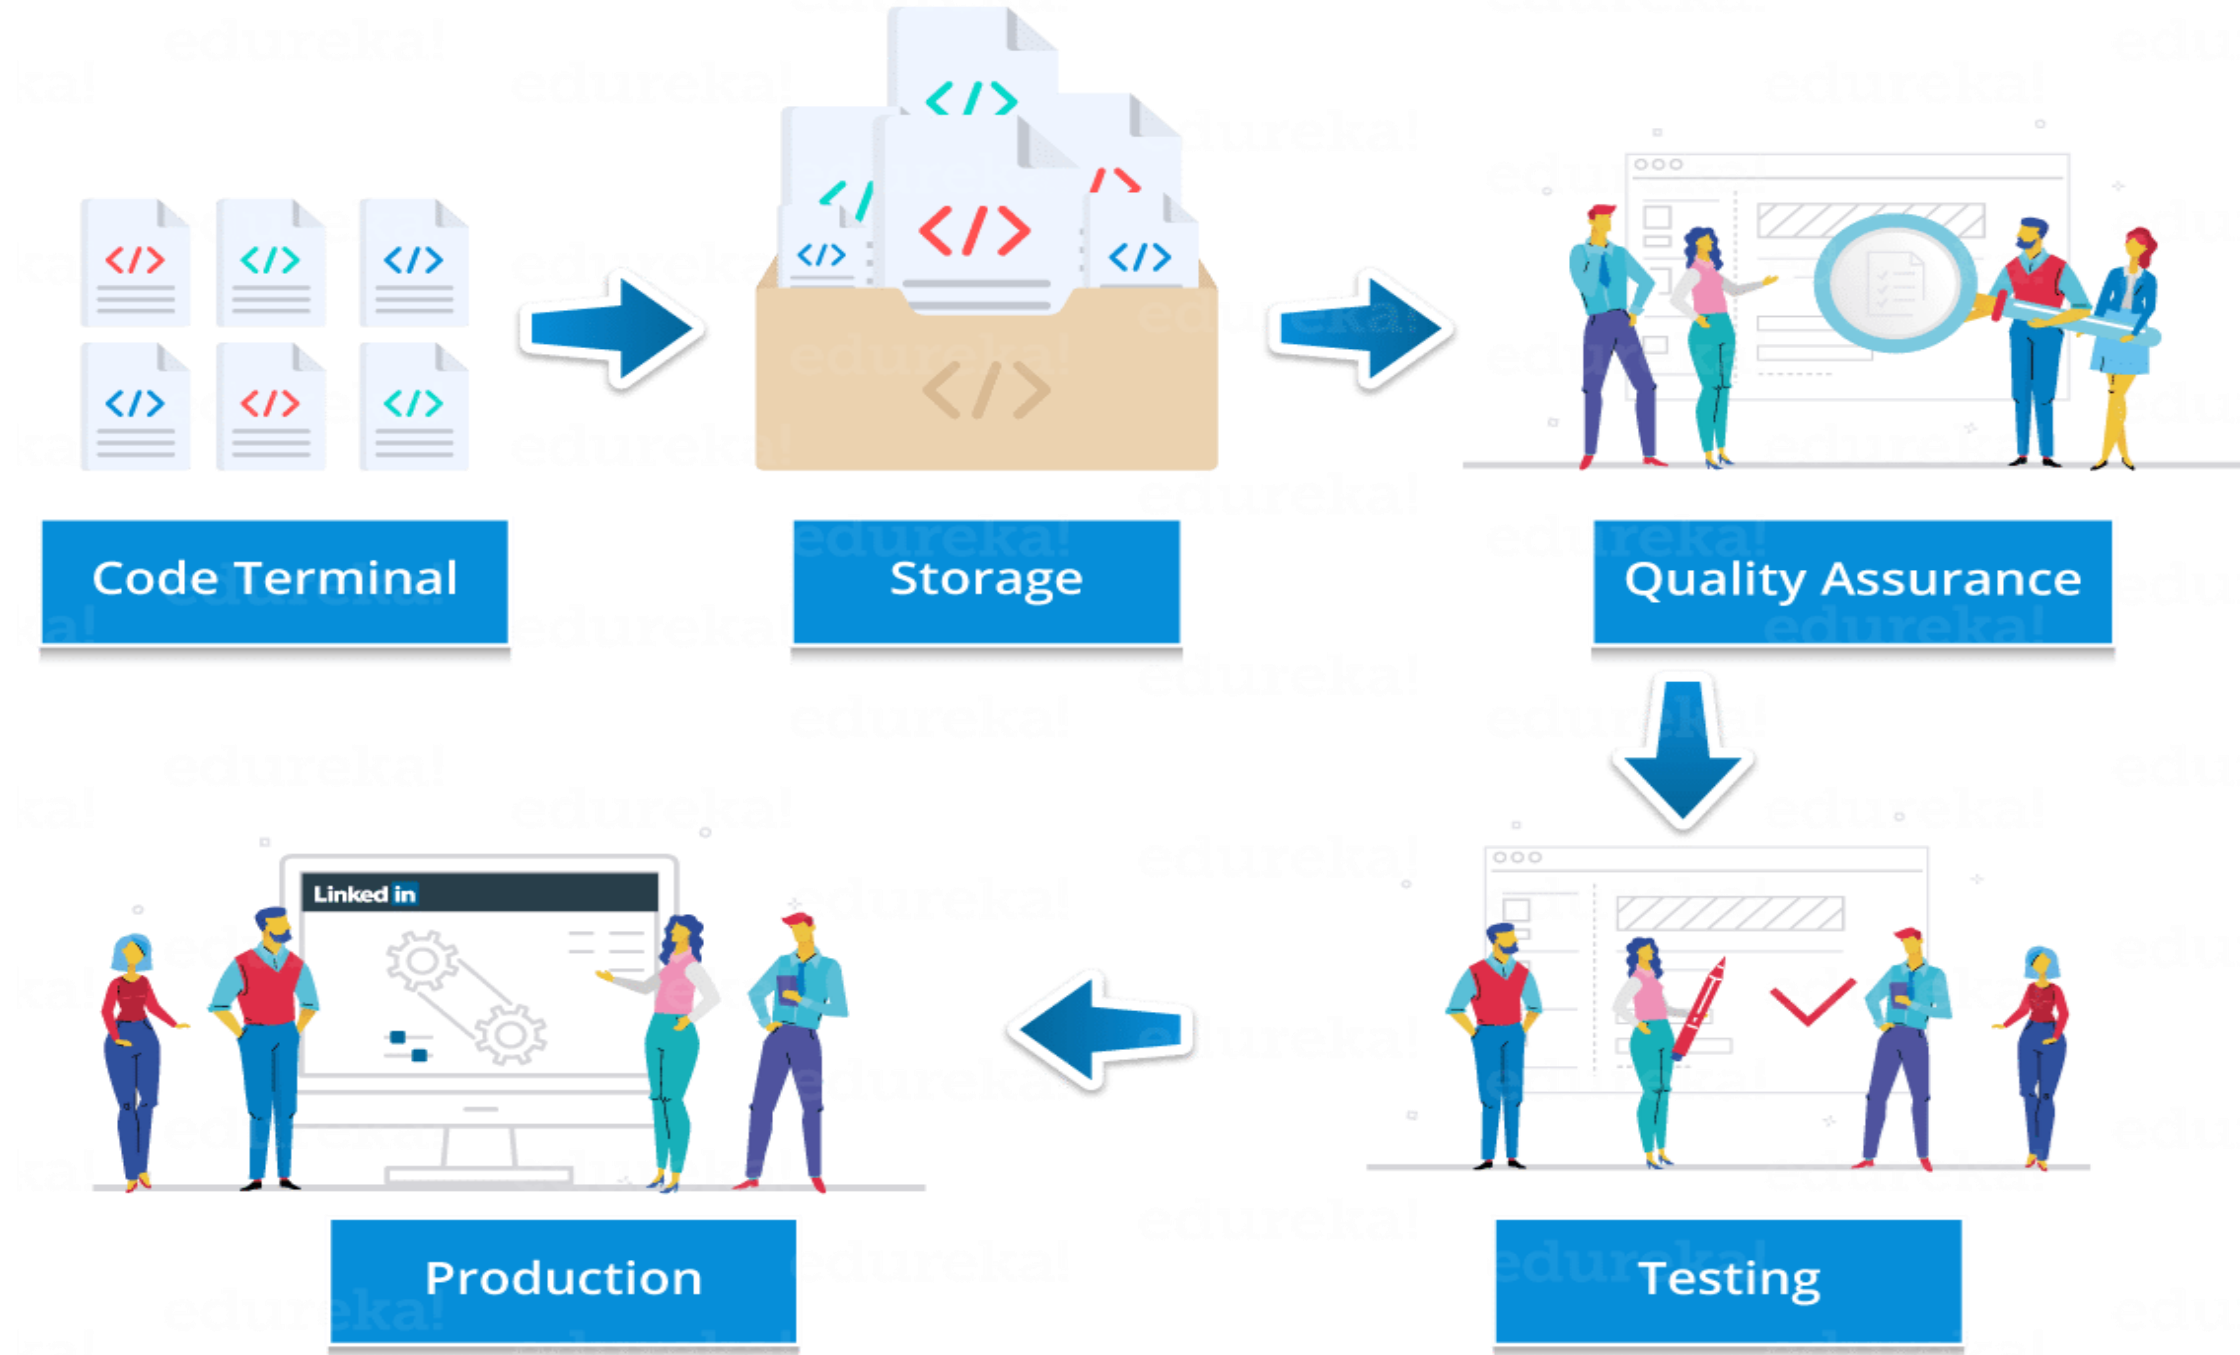 </>
</>
</>
</>
</>
</>
</>
</>
</>
</>
</>
Code Terminal
Storage
Quality Assurance
Linked in
Production
Testing
edureka!